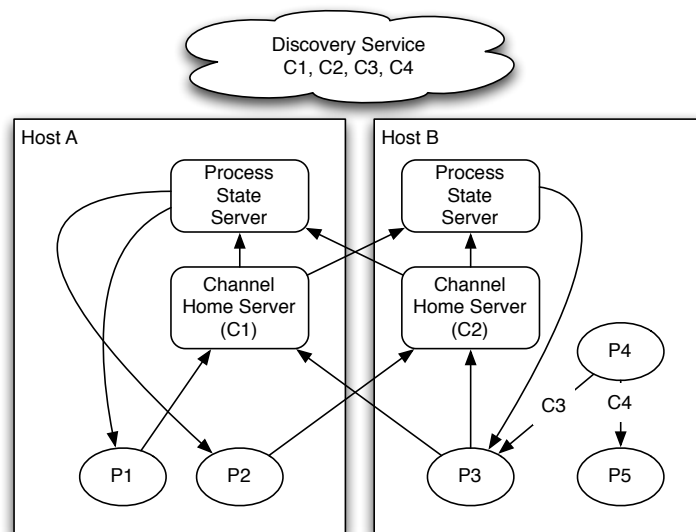 Discovery Service
C1, C2, C3, C4
Host A
Process
State
Server
Channel
Home Server
(C1)
P1
P2
Host B
Process
State
Server
Channel
Home Server
(C2)
P4
C3
C4
P3
P5